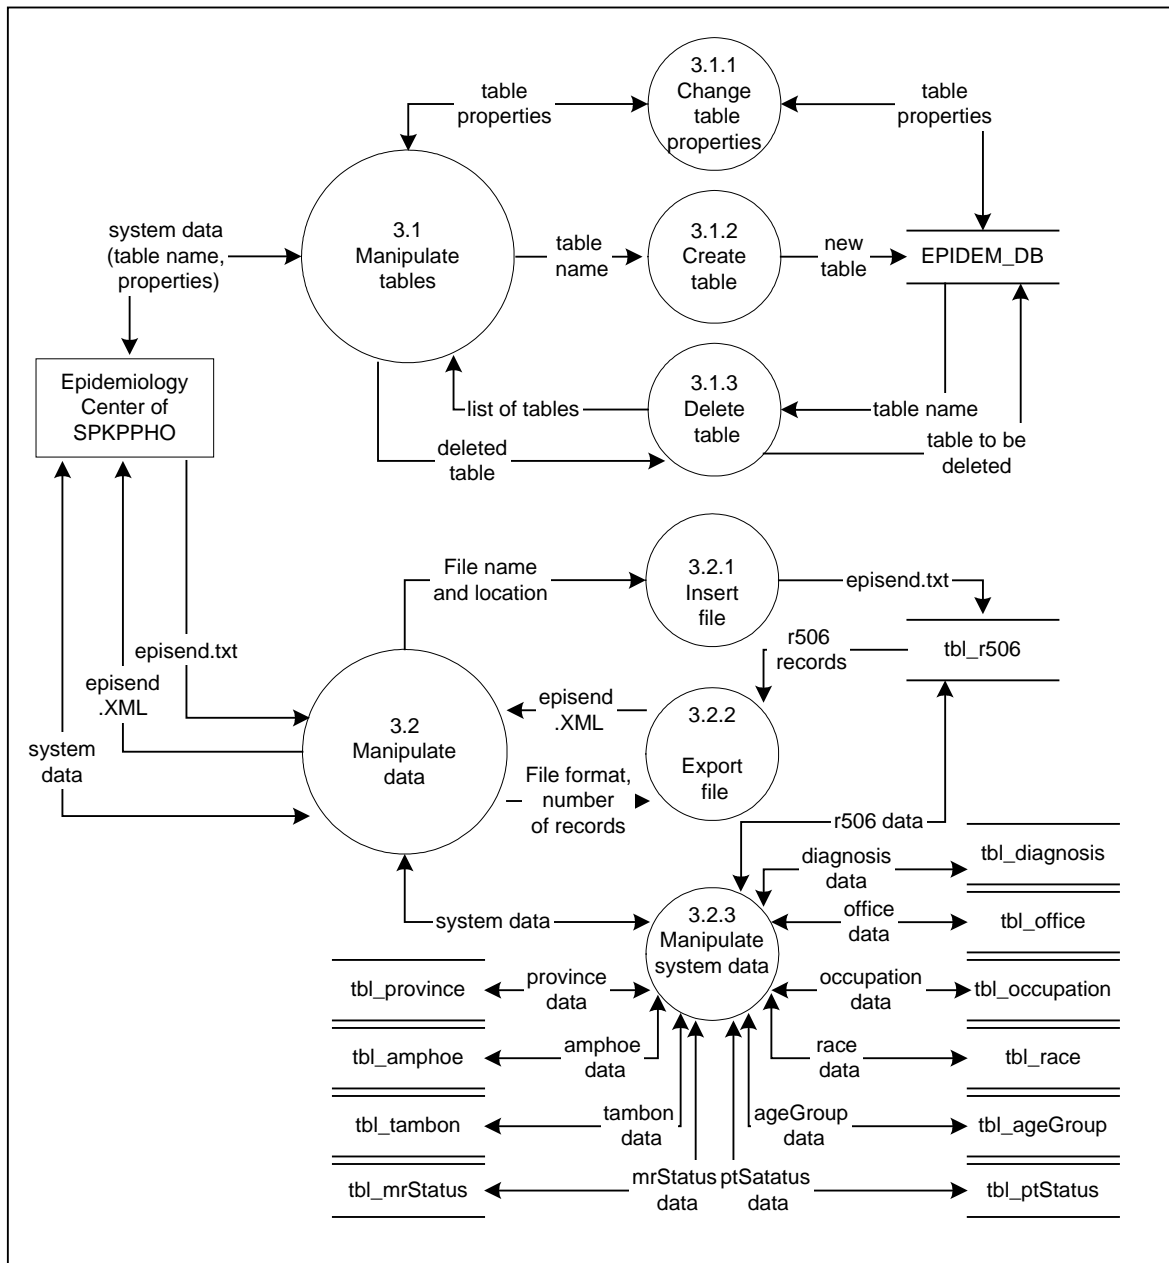 3.1.1
Change
table
properties
table
properties
table
properties
3.1
Manipulate
tables
system data
(table name,
properties)
table
name
3.1.2
Create
table
new
table
EPIDEM_DB
Epidemiology
Center of
SPKPPHO
list of tables
3.1.3
Delete
table
table name
deleted
table
table to be
deleted
File name
and location
3.2.1
Insert
file
episend.txt
tbl_r506
r506
records
episend.txt
episend
.XML
system
data
3.2
Manipulate
data
episend
.XML
3.2.2
Export
file
File format,
number
of records
r506 data
diagnosis
data
tbl_diagnosis
system data
3.2.3
Manipulate
system data
office
data
tbl_office
tbl_province
province
data
occupation
data
tbl_occupation
tbl_amphoe
amphoe
data
race
data
tbl_race
tbl_tambon
tambon
data
ageGroup
data
tbl_ageGroup
tbl_mrStatus
mrStatus
data
ptSatatus
data
tbl_ptStatus